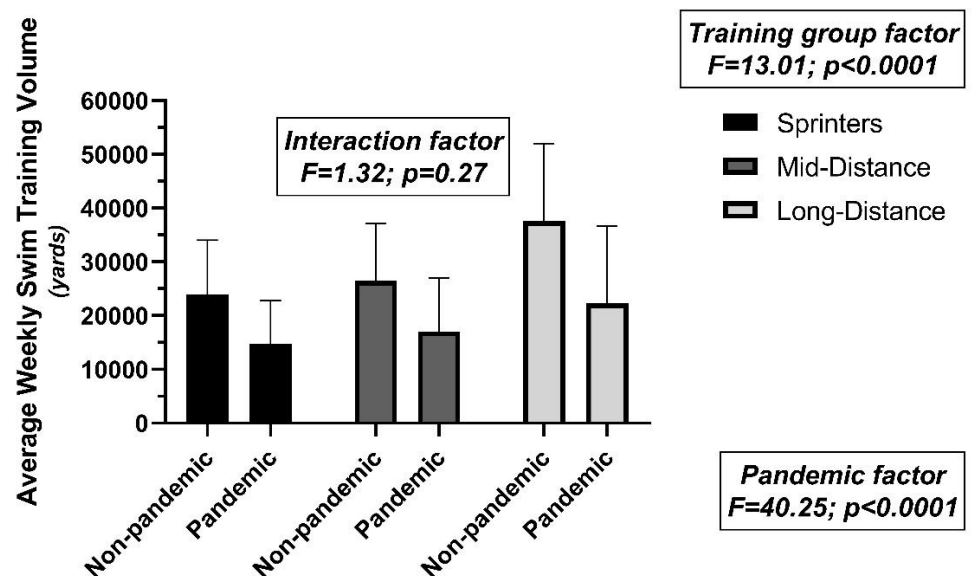 Training group factor
F=13.01; p<0.0001
Average Weekly Swim Training Volume
(yards)
60000
50000
40000
30000
20000
10000
0
Interaction factor
F=1.32; p=0.27
Sprinters
Mid-Distance
Long-Distance
Non-pandemic
Pandemic
Non-pandemic
Pandemic
Non-pandemic
Pandemic
Pandemic factor
F=40.25; p<0.0001